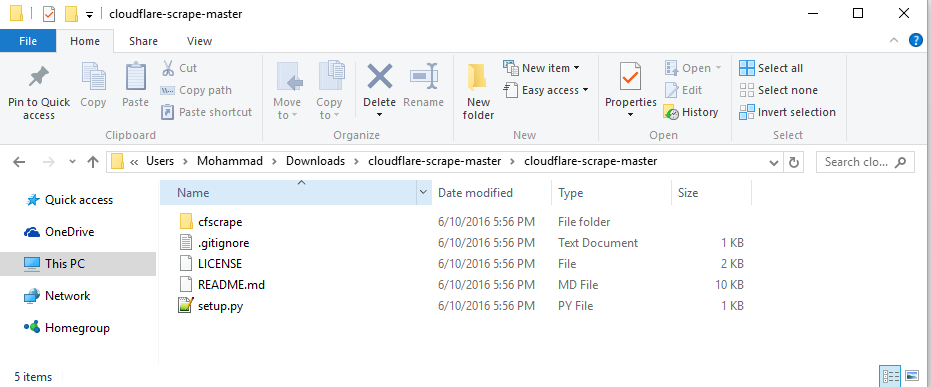 cloudflare-scrape-master
File Home Share View
Pin to Quick access
Copy
Paste
Cut
Copy path
Paste shortcut
Clipboard
Move to
Copy to
Delete
Rename
Organize
New folder
New item
Easy access
New
Properties
Open
Edit
History
Open
Select all
Select none
Invert selection
Select
« Users > Mohammad > Downloads > cloudflare-scrape-master > cloudflare-scrape-master
Search clo...
Quick access
OneDrive
This PC
Network
Homegroup
Name Date modified Type Size
cfscrape 6/10/2016 5:56 PM File folder
.gitignore 6/10/2016 5:56 PM Text Document 1 KB
LICENSE 6/10/2016 5:56 PM File 2 KB
README.md 6/10/2016 5:56 PM MD File 10 KB
setup.py 6/10/2016 5:56 PM PY File 1 KB
5 items